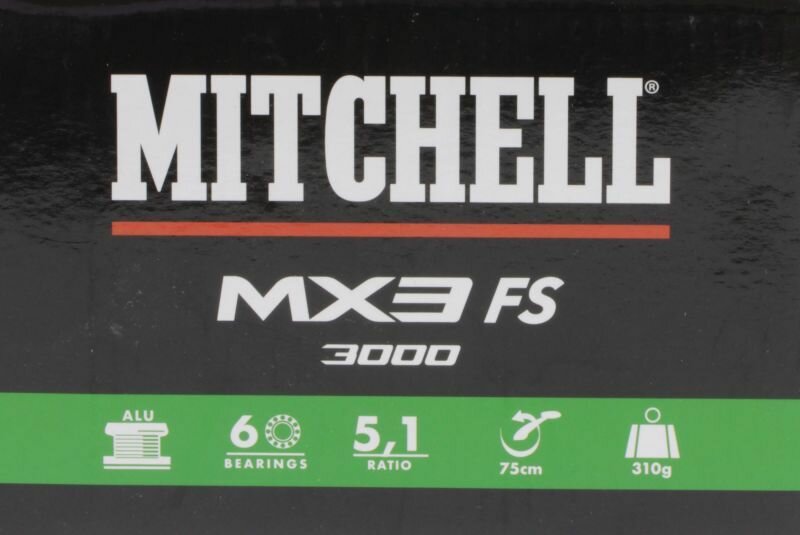 MITCHELL®
MX3 FS
3000
ALU
6 BEARINGS
5,1 RATIO
75cm
310g